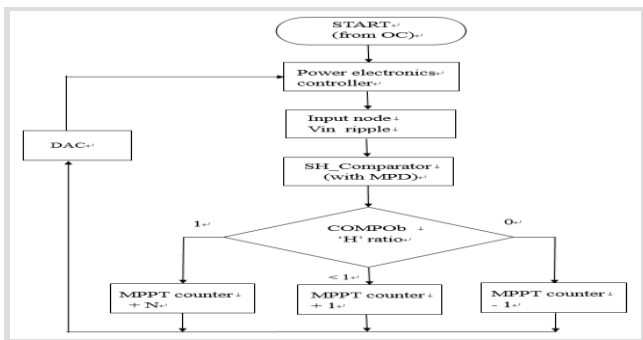 START
(from OC)
Power electronics
controller
Input node
Vin ripple
DAC
SH_Comparator
(with MPD)
COMPOb
'H' ratio
1
0
< 1
MPPT counter
+ N
MPPT counter
+ 1
MPPT counter
- 1